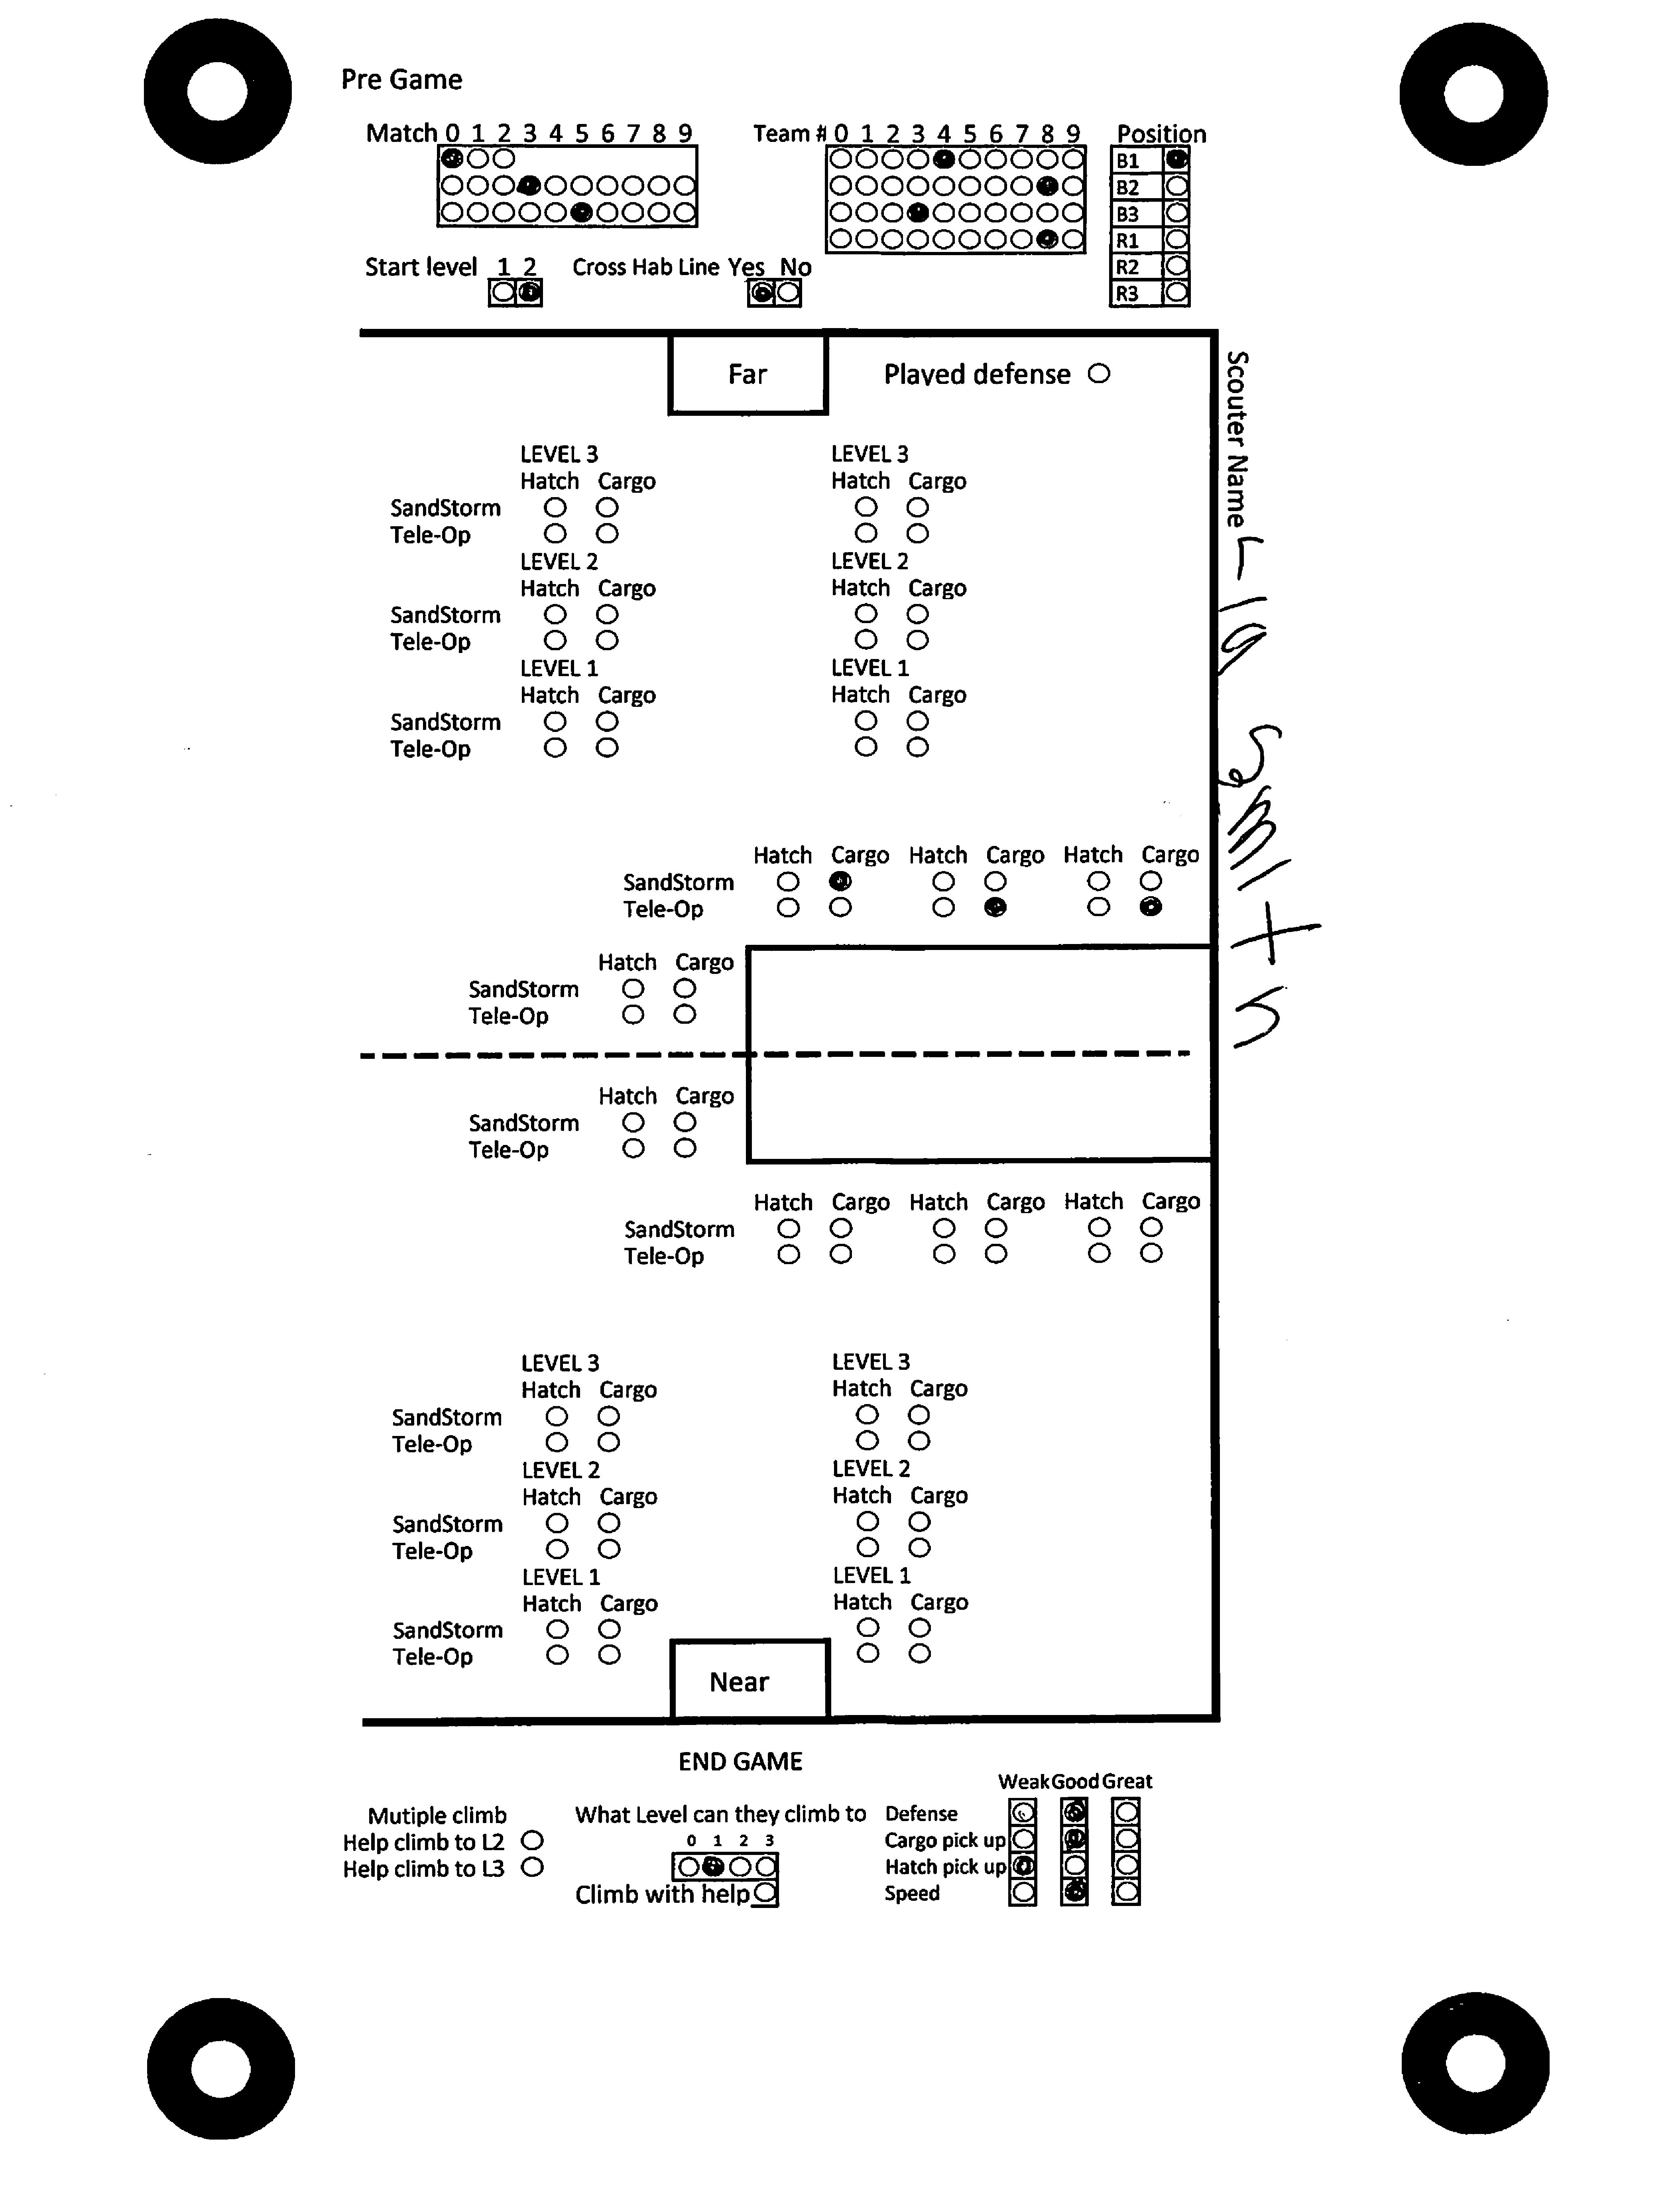 Pre Game
Match 0 1 2 3 4 5 6 7 8 9
Team # 0 1 2 3 4 5 6 7 8 9
Position
B1
B2
B3
R1
R2
R3
Start level 1 2
Cross Hab Line Yes No
Far
Played defense
Scouter Name
Smith
LEVEL 3 LEVEL 3
Hatch Cargo Hatch Cargo
SandStorm
Tele-Op
LEVEL 2 LEVEL 2
Hatch Cargo Hatch Cargo
SandStorm
Tele-Op
LEVEL 1 LEVEL 1
Hatch Cargo Hatch Cargo
SandStorm
Tele-Op
Hatch Cargo Hatch Cargo Hatch Cargo
SandStorm
Tele-Op
Hatch Cargo
SandStorm
Tele-Op
Hatch Cargo
SandStorm
Tele-Op
Hatch Cargo Hatch Cargo Hatch Cargo
SandStorm
Tele-Op
LEVEL 3 LEVEL 3
Hatch Cargo Hatch Cargo
SandStorm
Tele-Op
LEVEL 2 LEVEL 2
Hatch Cargo Hatch Cargo
SandStorm
Tele-Op
LEVEL 1 LEVEL 1
Hatch Cargo Hatch Cargo
SandStorm
Tele-Op
Near
END GAME
Mutiple climb
Help climb to L2
Help climb to L3
What Level can they climb to
0 1 2 3
Climb with help
Weak Good Great
Defense
Cargo pick up
Hatch pick up
Speed